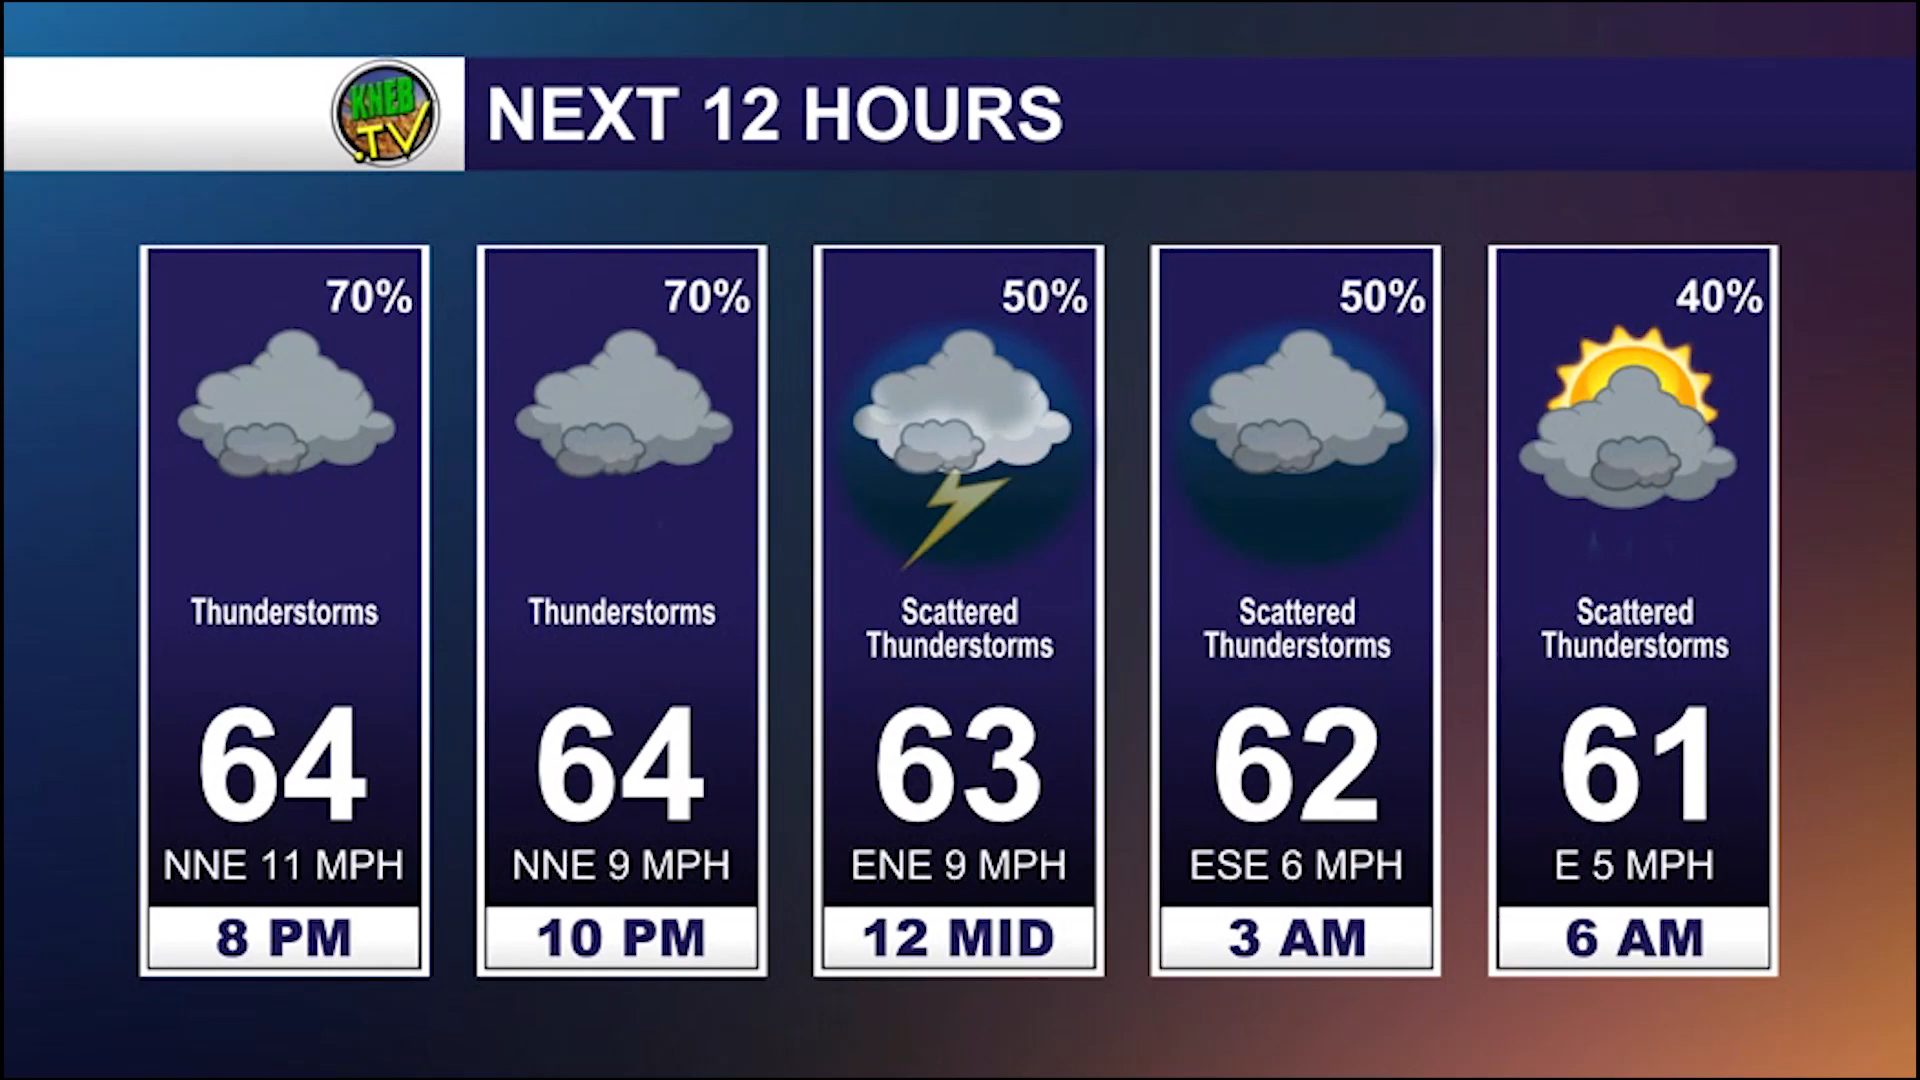 KNEB
.TV
NEXT 12 HOURS
70%
Thunderstorms
64
NNE 11 MPH
8 PM
70%
Thunderstorms
64
NNE 9 MPH
10 PM
50%
Scattered
Thunderstorms
63
ENE 9 MPH
12 MID
50%
Scattered
Thunderstorms
62
ESE 6 MPH
3 AM
40%
Scattered
Thunderstorms
61
E 5 MPH
6 AM